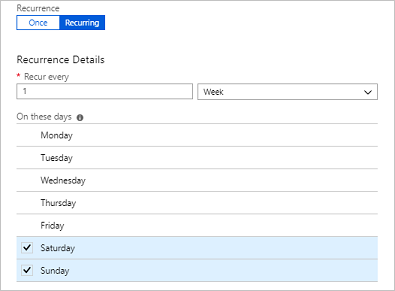 Recurrence
Once Recurring
Recurrence Details
* Recur every
1 Week
On these days
Monday
Tuesday
Wednesday
Thursday
Friday
Saturday
Sunday